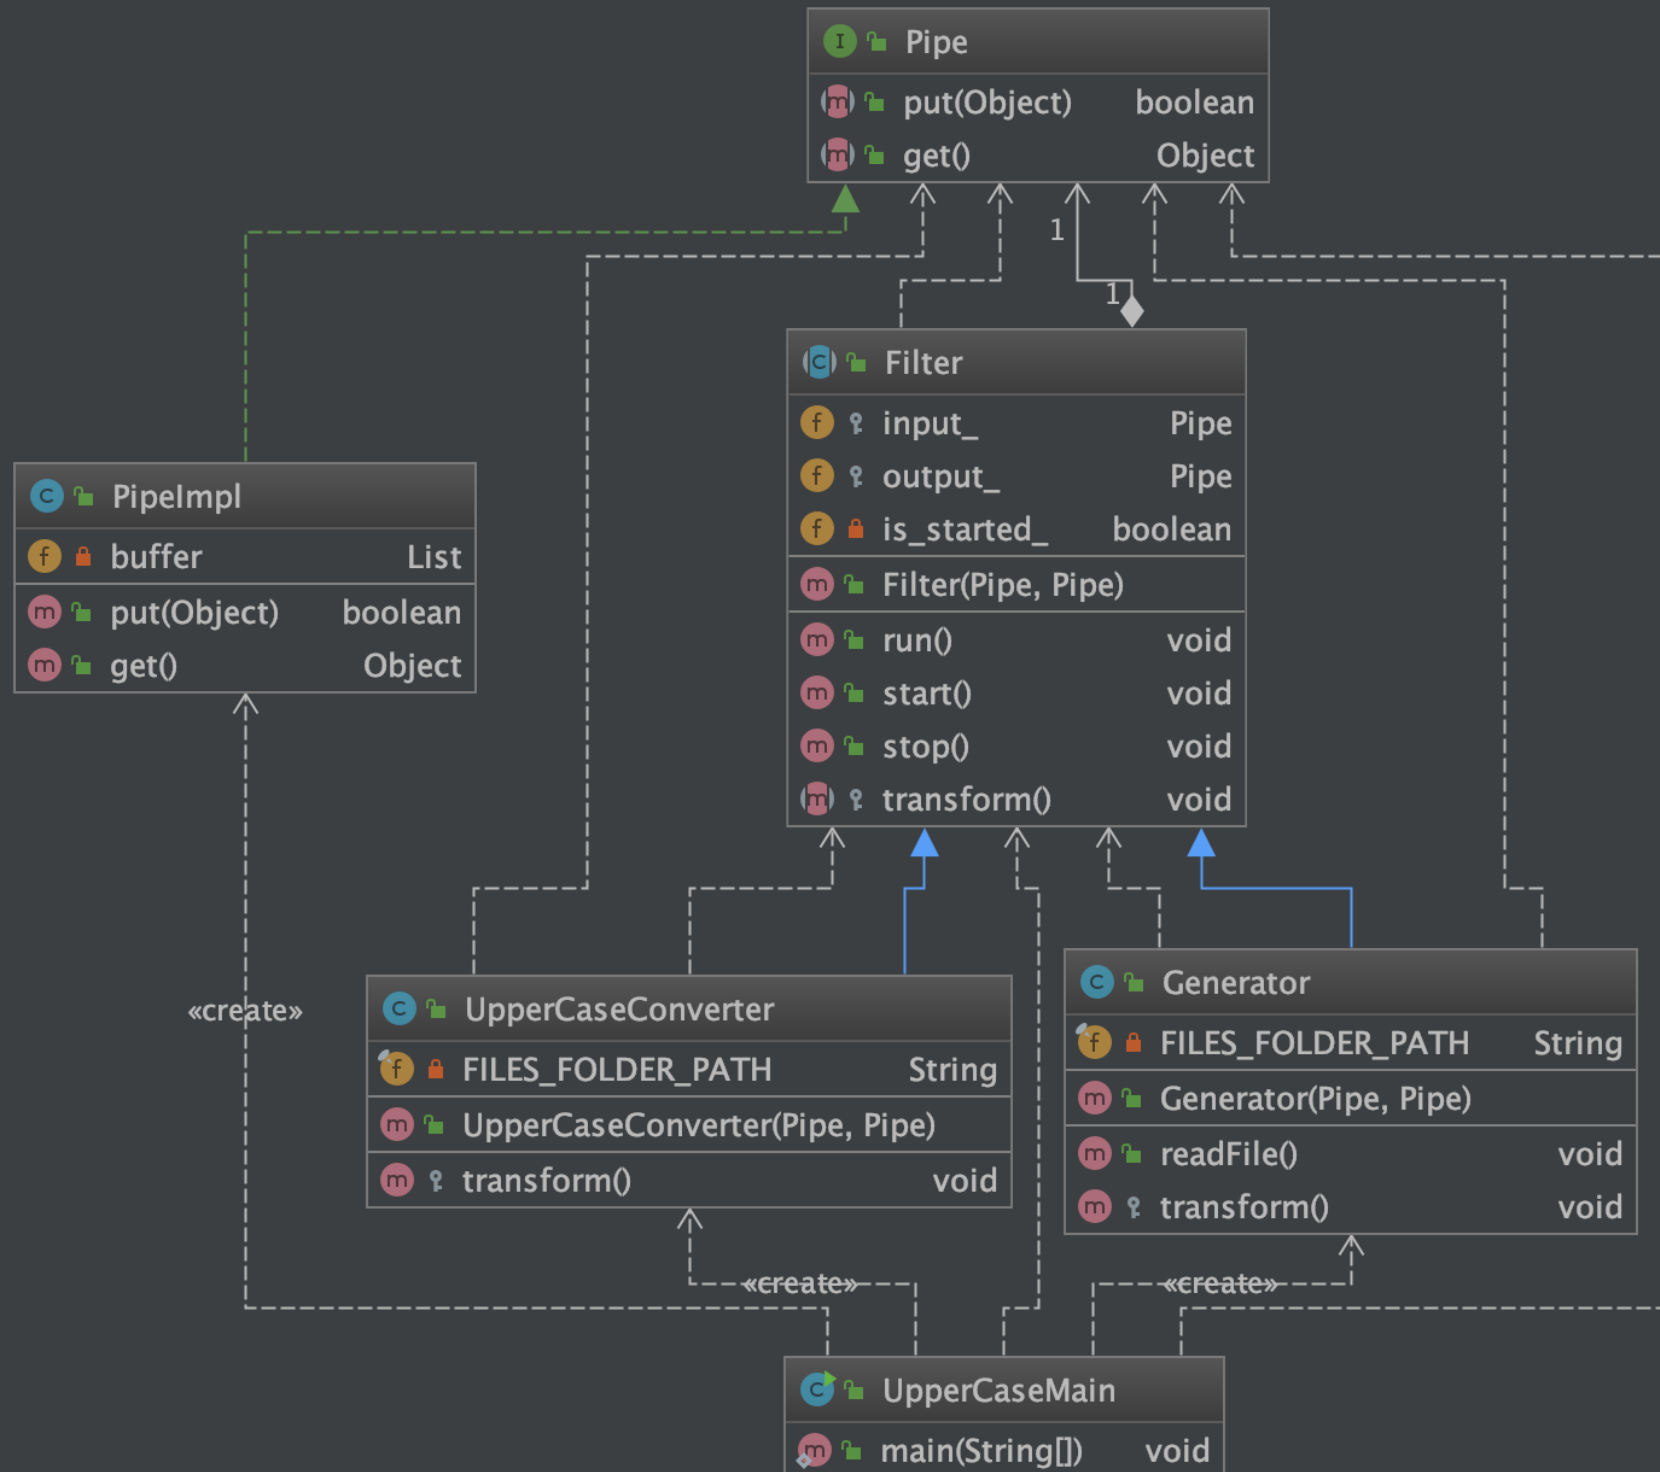 Pipe
put(Object) boolean
get() Object
1
1
Filter
input_ Pipe
output_ Pipe
is_started_ boolean
Filter(Pipe, Pipe)
run() void
start() void
stop() void
transform() void
PipeImpl
buffer List
put(Object) boolean
get() Object
«create»
UpperCaseConverter
FILES_FOLDER_PATH String
UpperCaseConverter(Pipe, Pipe)
transform() void
Generator
FILES_FOLDER_PATH String
Generator(Pipe, Pipe)
readFile() void
transform() void
«create»
«create»
UpperCaseMain
main(String[]) void